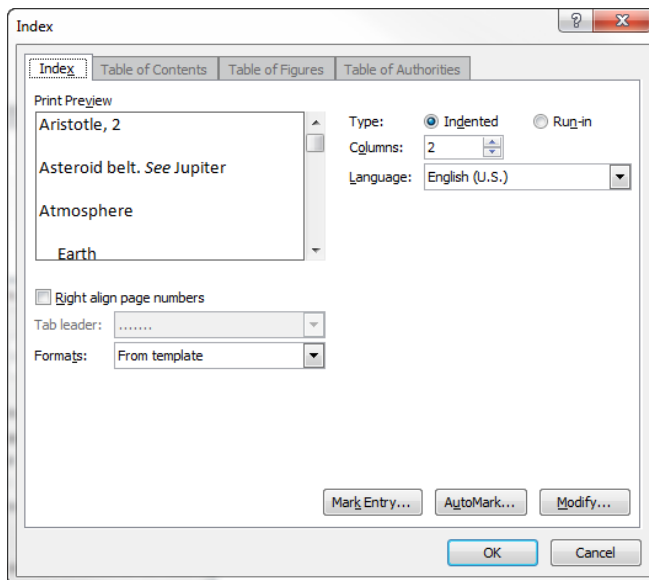 Index
Index Table of Contents Table of Figures Table of Authorities
Print Preview
Aristotle, 2
Asteroid belt. See Jupiter
Atmosphere
Earth
Type: Indented Run-in
Columns: 2
Language: English (U.S.)
Right align page numbers
Tab leader: .......
Formats: From template
Mark Entry... AutoMark... Modify...
OK Cancel